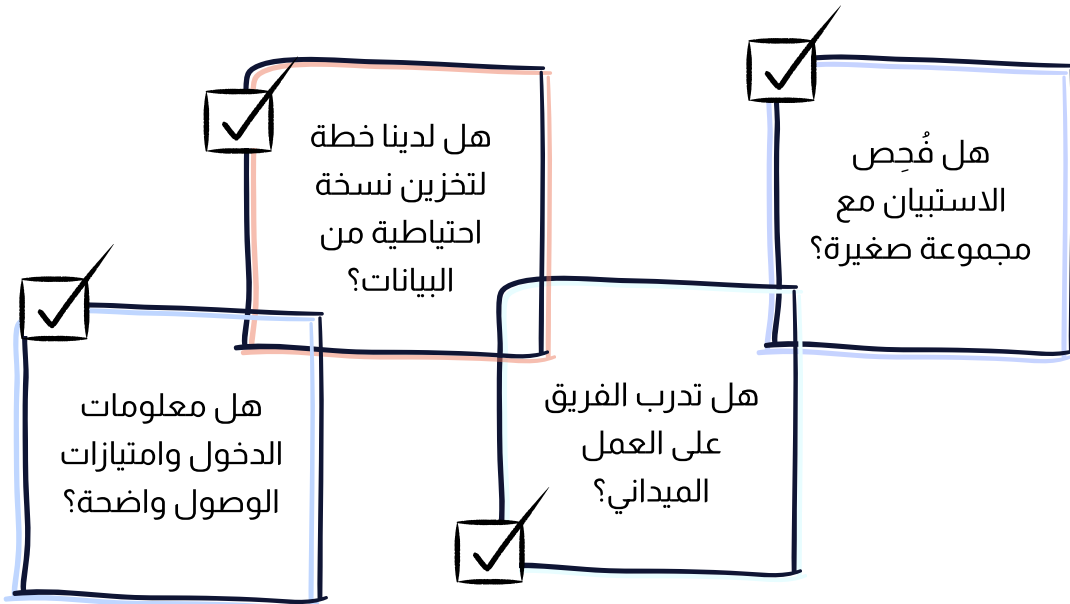 هل فُحِص
الاستبيان مع
مجموعة صغيرة؟
هل تدرب الفريق
على العمل
الميداني؟
هل لدينا خطة
لتخزين نسخة
احتياطية من
البيانات؟
هل معلومات
الدخول وامتيازات
الوصول واضحة؟